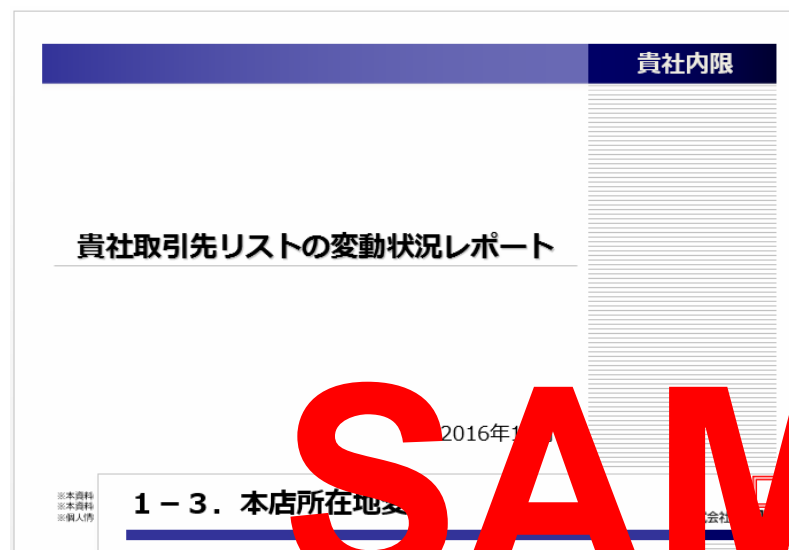 貴社内限
貴社取引先リストの変動状況レポート
2016年1
※本資料
※本資料
※個人情
1－3．本店所在地変
会社
SAM